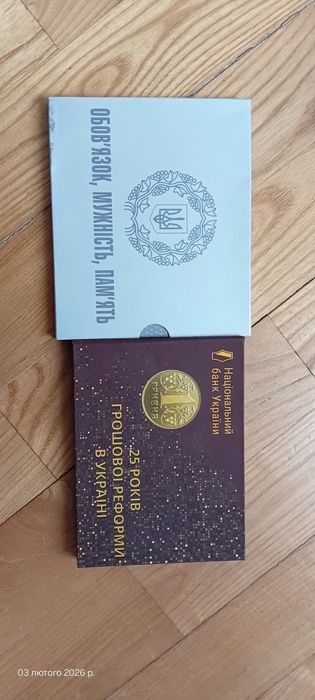 ОБОВ'ЯЗОК, МУЖНІСТЬ, ПАМ'ЯТЬ
Національний
банк України
1
ГРИВНЯ
25 РОКІВ
ГРОШОВОЇ РЕФОРМИ
В УКРАЇНІ
03 лютого 2026 р.